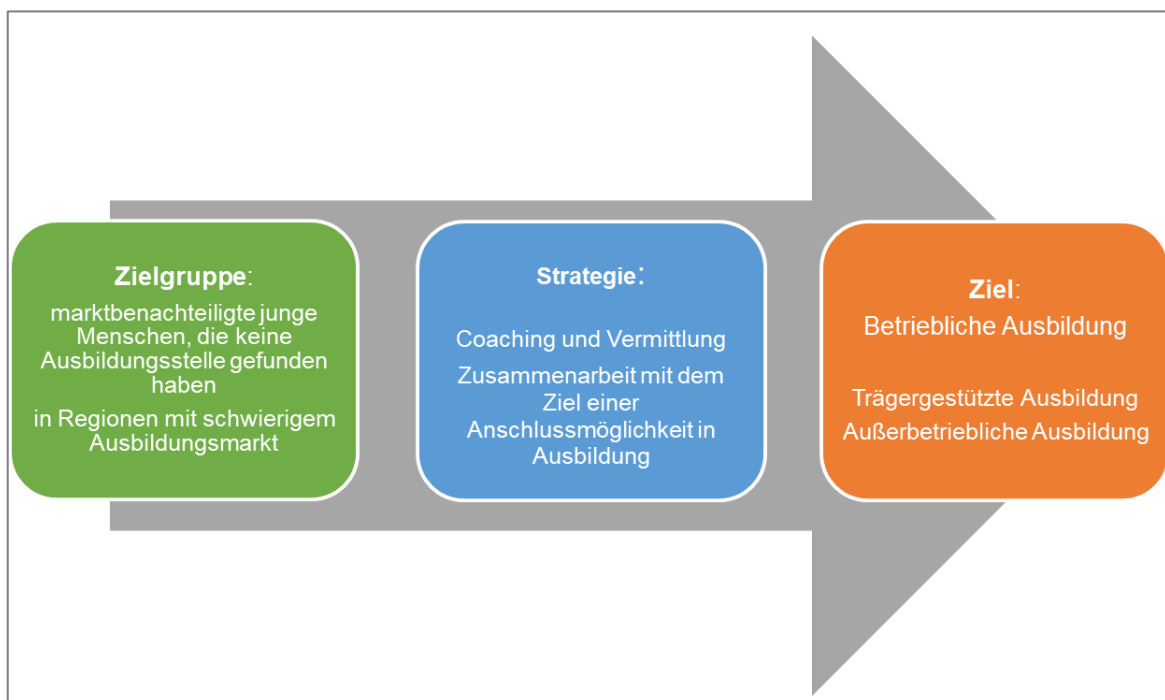 Zielgruppe:
marktbenachteiligte junge
Menschen, die keine
Ausbildungsstelle gefunden
haben
in Regionen mit schwierigem
Ausbildungsmarkt
Strategie:
Coaching und Vermittlung
Zusammenarbeit mit dem
Ziel einer
Anschlussmöglichkeit in
Ausbildung
Ziel:
Betriebliche Ausbildung
Trägergestützte Ausbildung
Außerbetriebliche Ausbildung